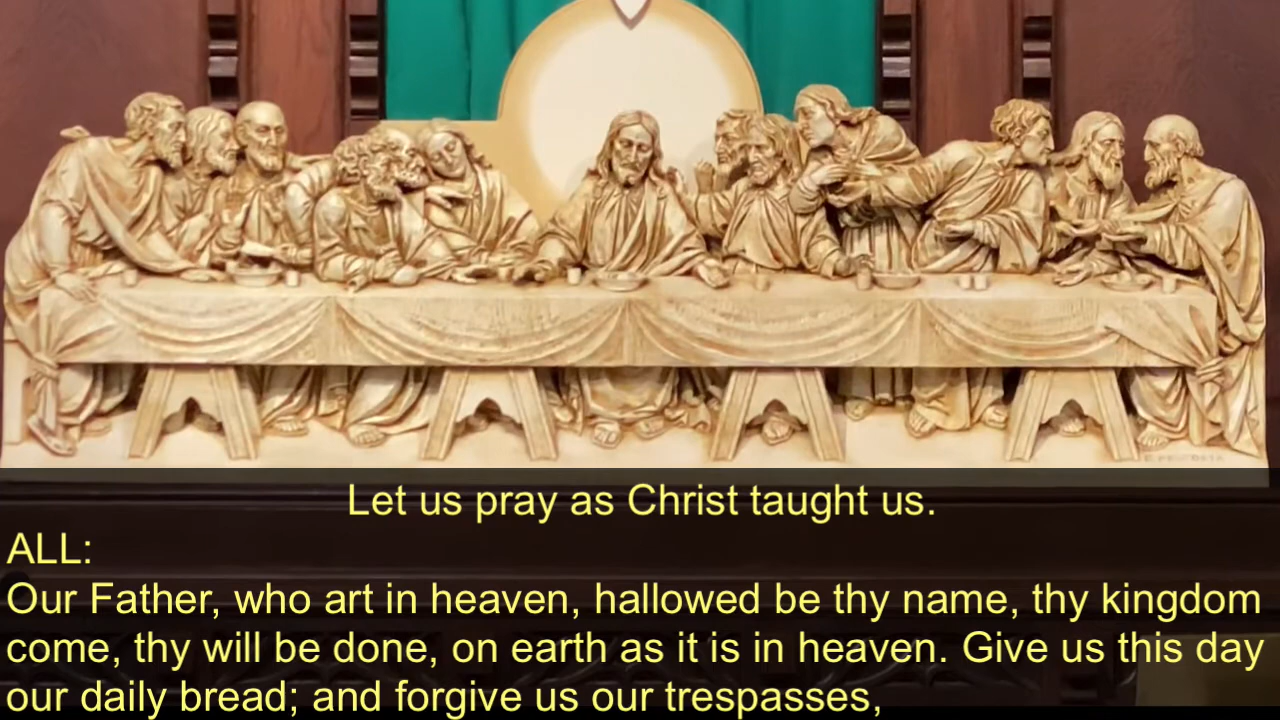 Let us pray as Christ taught us.
ALL:
Our Father, who art in heaven, hallowed be thy name, thy kingdom
come, thy will be done, on earth as it is in heaven. Give us this day
our daily bread; and forgive us our trespasses,